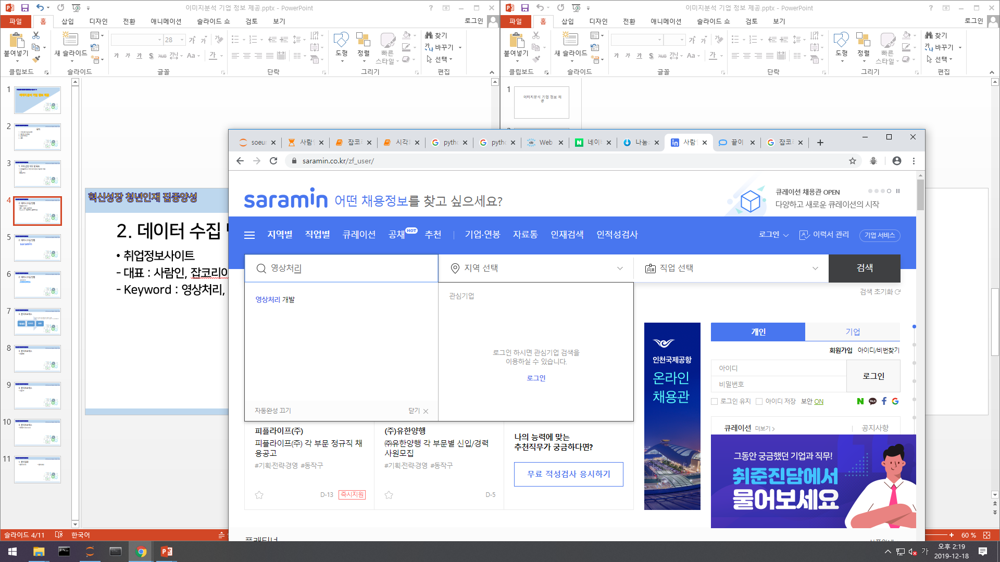 이미지분석 기업 정보 제공.pptx - PowerPoint
파일 홈 삽입 디자인 전환 애니메이션 슬라이드 쇼 검토 보기 로그인
붙여넣기 새 슬라이드 28 도형 정렬 빠른 스타일 찾기 바꾸기 선택
클립보드 슬라이드 글꼴 단락 그리기 편집
이미지분석 기업 정보 제공.pptx - PowerPoint
파일 홈 삽입 디자인 전환 애니메이션 슬라이드 쇼 검토 보기 로그인
붙여넣기 새 슬라이드 도형 정렬 빠른 스타일 찾기 바꾸기 선택
클립보드 슬라이드 글꼴 단락 그리기 편집
1
2
3
4
5
6
7
8
9
10
11
1
이미지분석 기업 정보 제공
혁신성장 청년인재 집중양성
2. 데이터 수집
• 취업정보사이트
- 대표 : 사람인, 잡코리아
- Keyword : 영상처리,
soeun 사람인 잡코리 시각 pytho pytho Web 네이 나눔 사람인 끝이 잡코리
saramin.co.kr/zf_user/
saramin 어떤 채용정보를 찾고 싶으세요?
큐레이션 채용관 OPEN
다양하고 새로운 큐레이션의 시작
지역별 직업별 큐레이션 공채 HOT 추천 기업·연봉 자료통 인재검색 인적성검사 로그인 이력서 관리 기업 서비스
영상처리 지역 선택 직업 선택 검색
검색 초기화
영상처리 개발
관심기업
로그인 하시면 관심기업 검색을
이용하실 수 있습니다.
로그인
자동완성 끄기 닫기
피플라이프(주)
피플라이프(주) 각 부문 정규직 채용공고
#기획·전략·경영 #동작구
D-13 즉시지원
(주)유한양행
㈜유한양행 각 부문별 신입/경력사원모집
#기획·전략·경영 #동작구
D-5
나의 능력에 맞는
추천직무가 궁금하다면?
무료 적성검사 응시하기
인천국제공항
온라인
채용관
개인 기업
회원가입 아이디/비번찾기
아이디
비밀번호
로그인
로그인 유지 아이디 저장 보안 ON
큐레이션 더보기 공지사항
그동안 궁금했던 기업과 직무!
취준진담에서
물어보세요
플래티넘
슬라이드 4/11 한국어
60 %
가
오후 2:19
2019-12-18